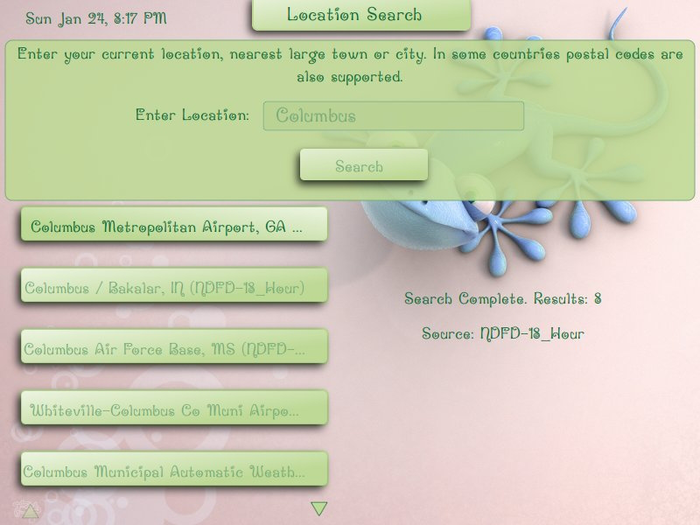 Sun Jan 24, 8:17 PM
Location Search
Enter your current location, nearest large town or city. In some countries postal codes are
also supported.
Enter Location:
Columbus
Search
Columbus Metropolitan Airport, GA ...
Columbus / Bakalar, IN (NDFD-18_Hour)
Columbus Air Force Base, MS (NDFD-...
Whiteville-Columbus Co Muni Airpo...
Columbus Municipal Automatic Weath...
Search Complete. Results: 8
Source: NDFD-18_Hour